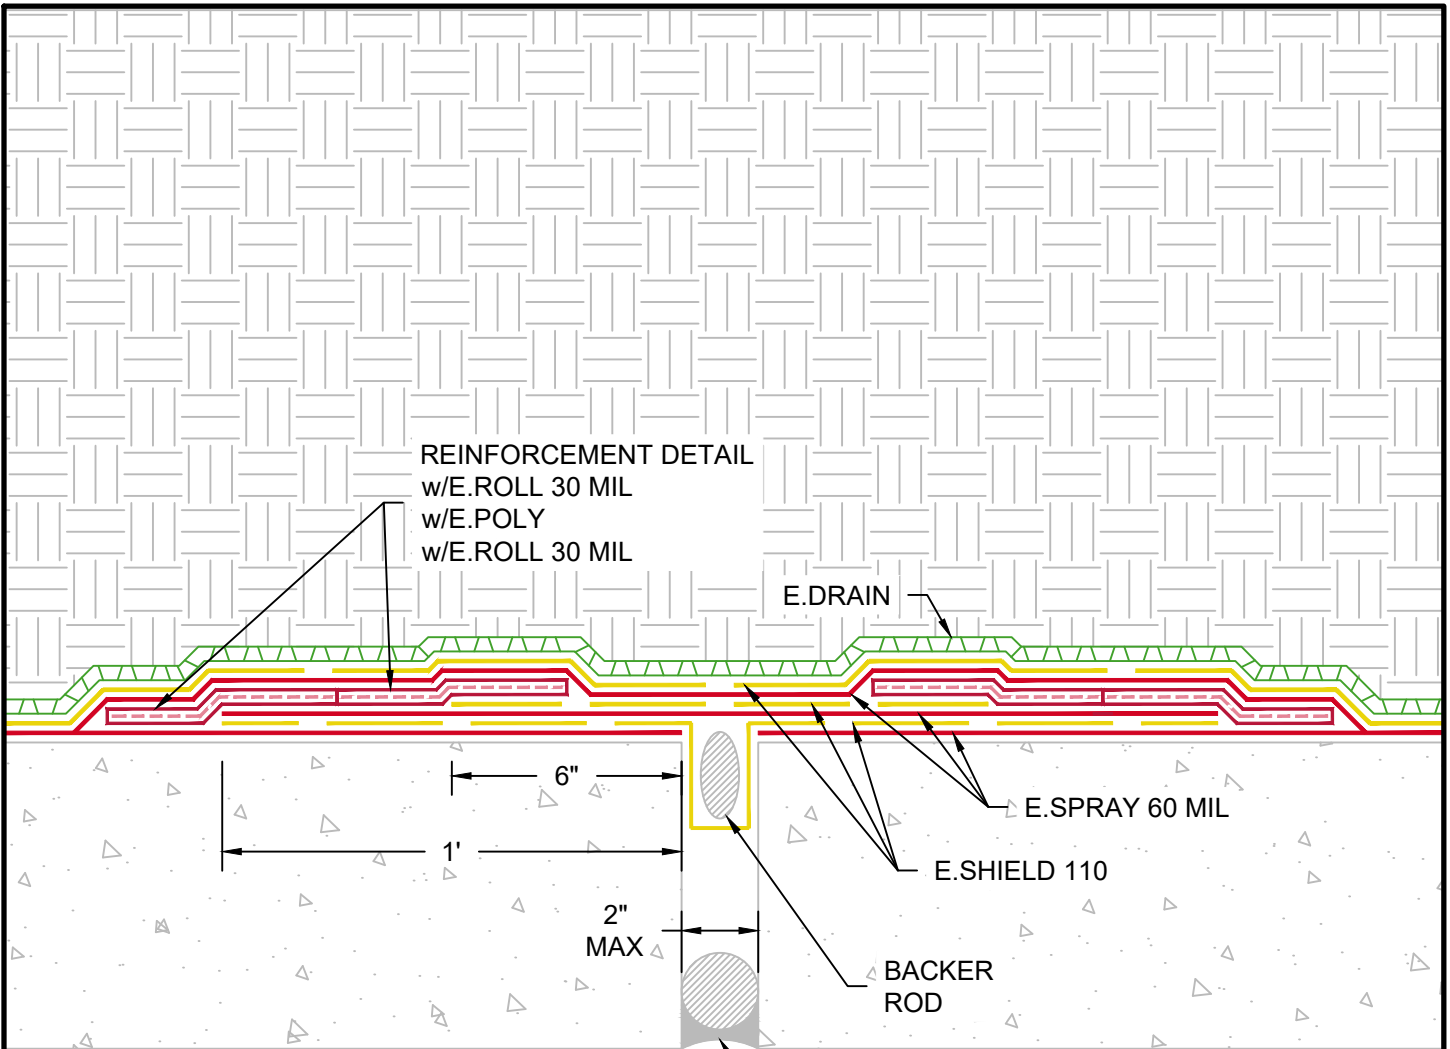 REINFORCEMENT DETAIL
w/E.ROLL 30 MIL
w/E.POLY
w/E.ROLL 30 MIL
E.DRAIN
6"
E.SPRAY 60 MIL
1'
E.SHIELD 110
2"
MAX
BACKER
ROD